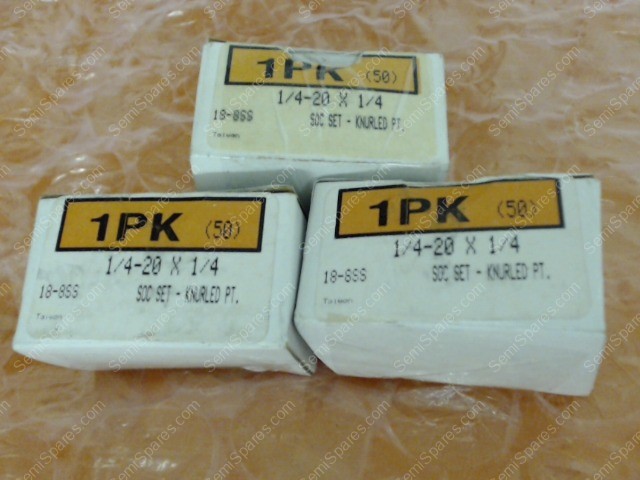 1PK (50)
1/4-20 X 1/4
18-8SS SOC SET - KNURLED PT.
Taiwan
1PK (50)
1/4-20 X 1/4
18-8SS SOC SET - KNURLED PT.
Taiwan
1PK (50)
1/4-20 X 1/4
18-8SS SOC SET - KNURLED PT.
Taiwan
SemiSpares.com